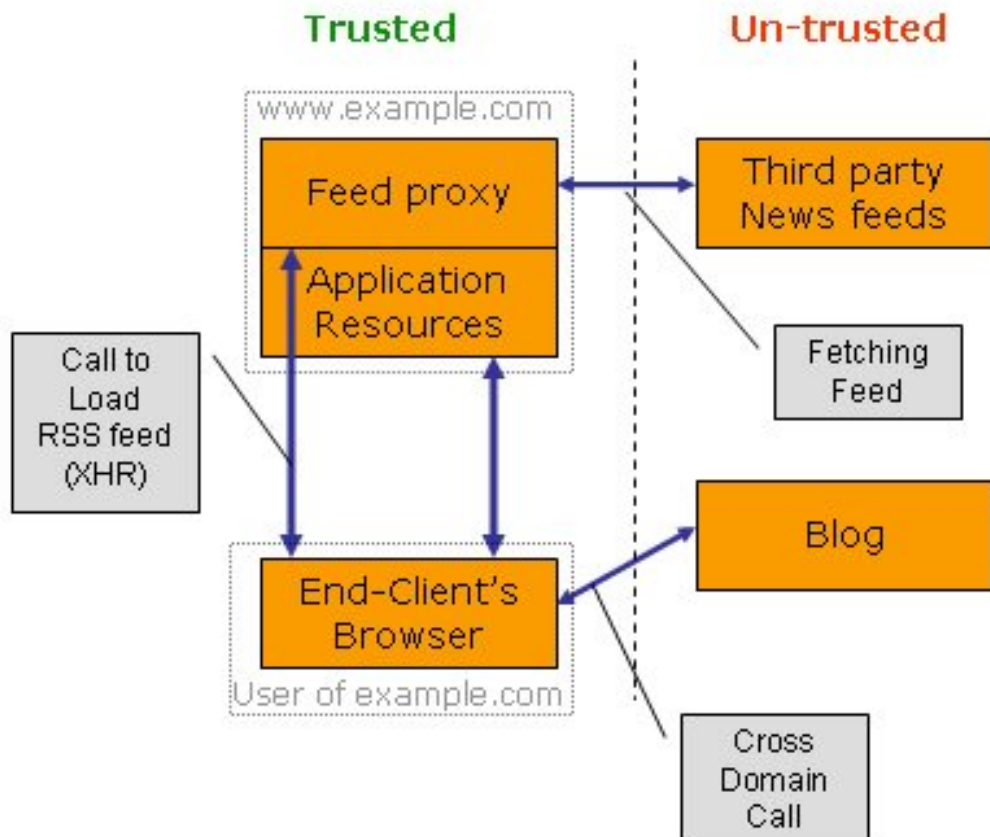 Trusted
Un-trusted
www.example.com
Feed proxy
Third party
News feeds
Application
Resources
Call to
Load
RSS feed
(XHR)
Fetching
Feed
Blog
End-Client's
Browser
User of example.com
Cross
Domain
Call